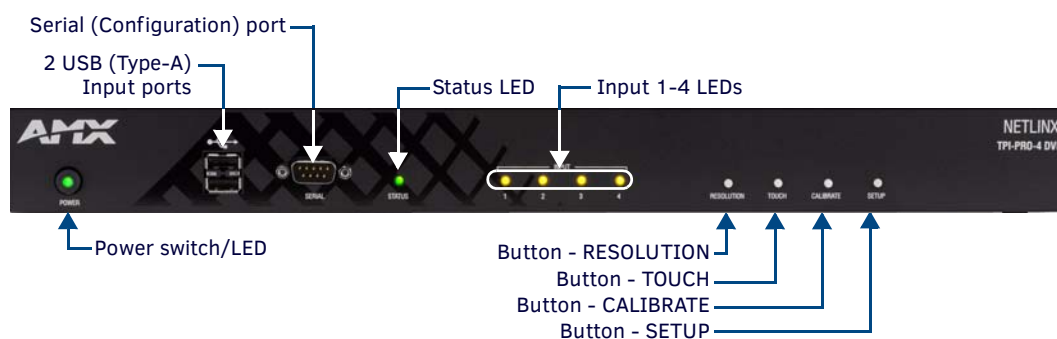 Serial (Configuration) port
2 USB (Type-A)
Input ports
Status LED
Input 1-4 LEDs
AMX
NETLINX
TPI-PRO-4 DVI
POWER
SERIAL
STATUS
INPUT
1 2 3 4
RESOLUTION TOUCH CALIBRATE SETUP
Power switch/LED
Button - RESOLUTION
Button - TOUCH
Button - CALIBRATE
Button - SETUP